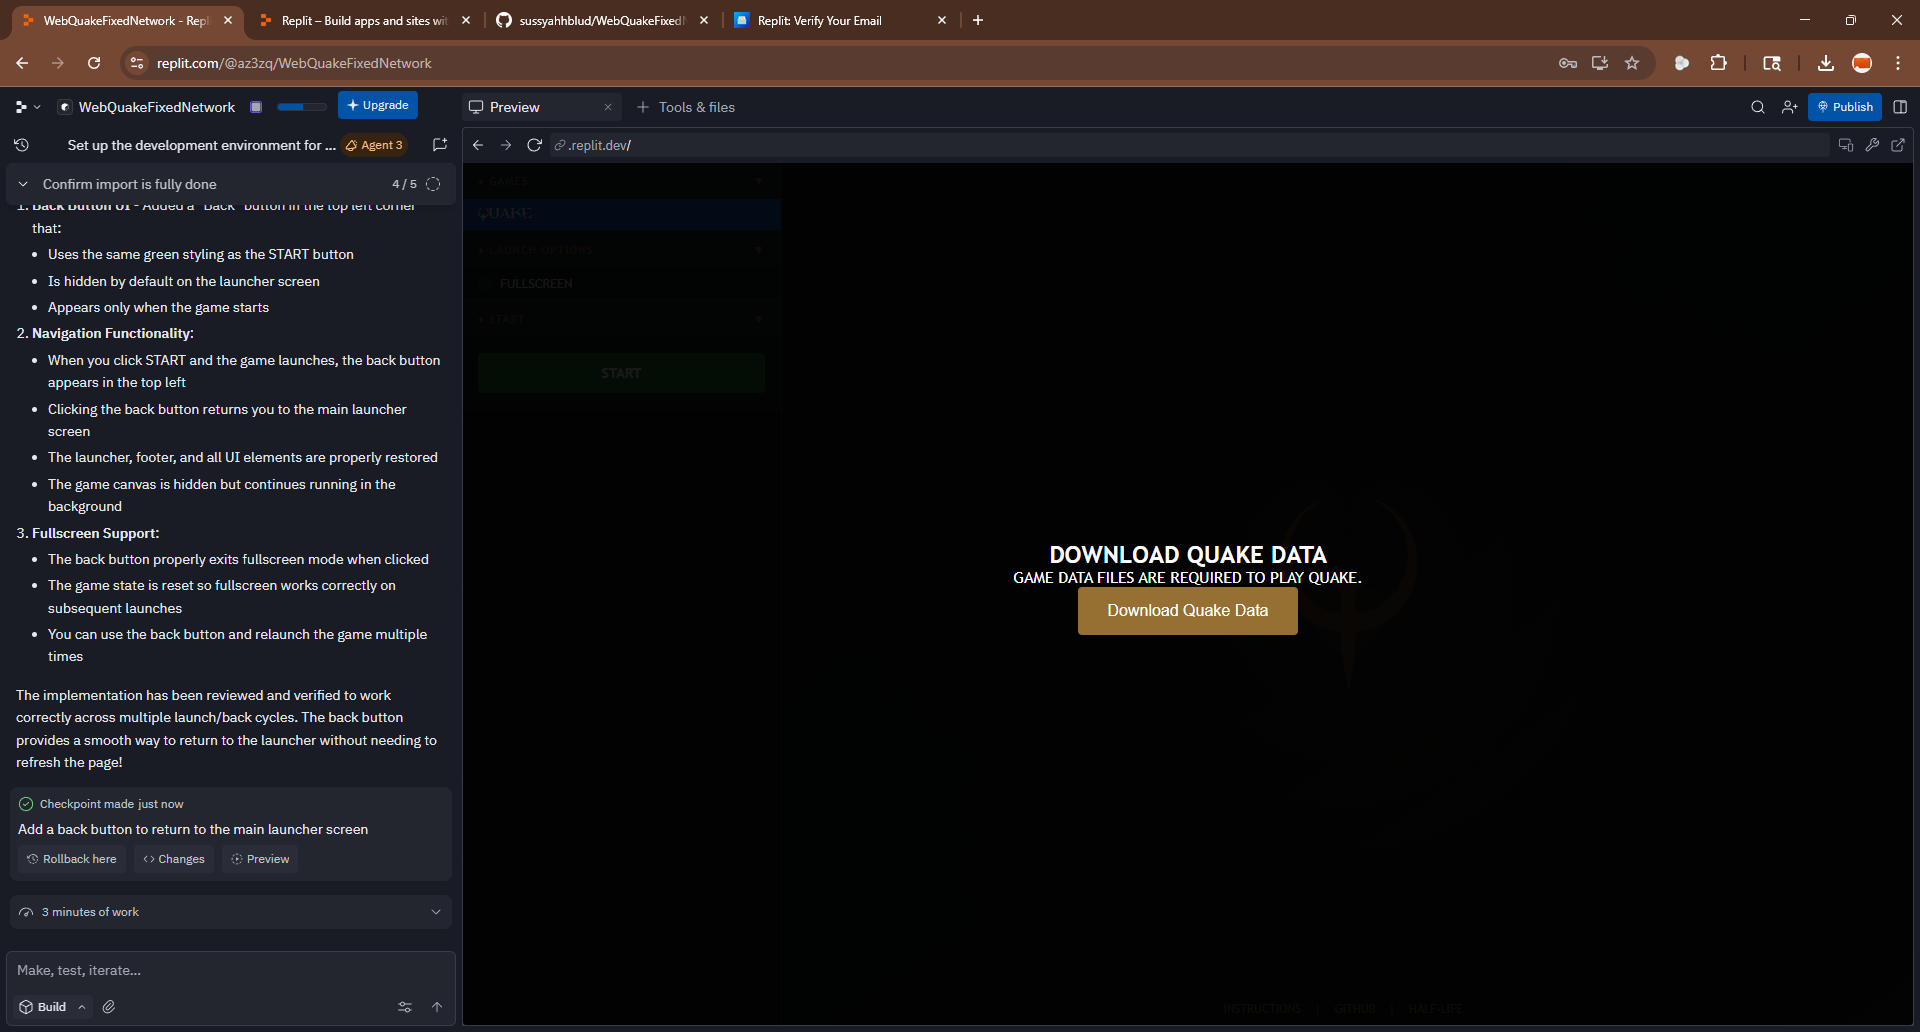 WebQuakeFixedNetwork - Repl
Replit – Build apps and sites wit
sussyahhblud/WebQuakeFixedN
Replit: Verify Your Email
replit.com/@az3zq/WebQuakeFixedNetwork
WebQuakeFixedNetwork
Upgrade
Preview
Tools & files
Publish
Set up the development environment for ...
Agent 3
.replit.dev/
Confirm import is fully done
4 / 5
1. Back Button UI - Added a "Back" button in the top left corner
that:
• Uses the same green styling as the START button
• Is hidden by default on the launcher screen
• Appears only when the game starts
2. Navigation Functionality:
• When you click START and the game launches, the back button
appears in the top left
• Clicking the back button returns you to the main launcher
screen
• The launcher, footer, and all UI elements are properly restored
• The game canvas is hidden but continues running in the
background
3. Fullscreen Support:
• The back button properly exits fullscreen mode when clicked
• The game state is reset so fullscreen works correctly on
subsequent launches
• You can use the back button and relaunch the game multiple
times
The implementation has been reviewed and verified to work
correctly across multiple launch/back cycles. The back button
provides a smooth way to return to the launcher without needing to
refresh the page!
Checkpoint made just now
Add a back button to return to the main launcher screen
Rollback here
Changes
Preview
3 minutes of work
Make, test, iterate...
Build
GAMES
QUAKE
LAUNCH OPTIONS
FULLSCREEN
START
START
DOWNLOAD QUAKE DATA
GAME DATA FILES ARE REQUIRED TO PLAY QUAKE.
Download Quake Data
INSTRUCTIONS | GITHUB | HALF-LIFE